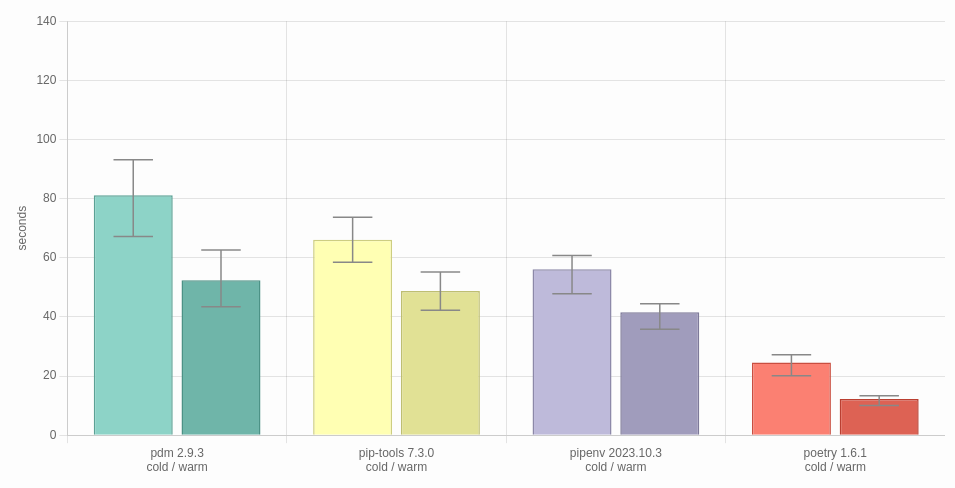 140
120
100
80
60
40
20
0
seconds
pdm 2.9.3
cold / warm
pip-tools 7.3.0
cold / warm
pipenv 2023.10.3
cold / warm
poetry 1.6.1
cold / warm